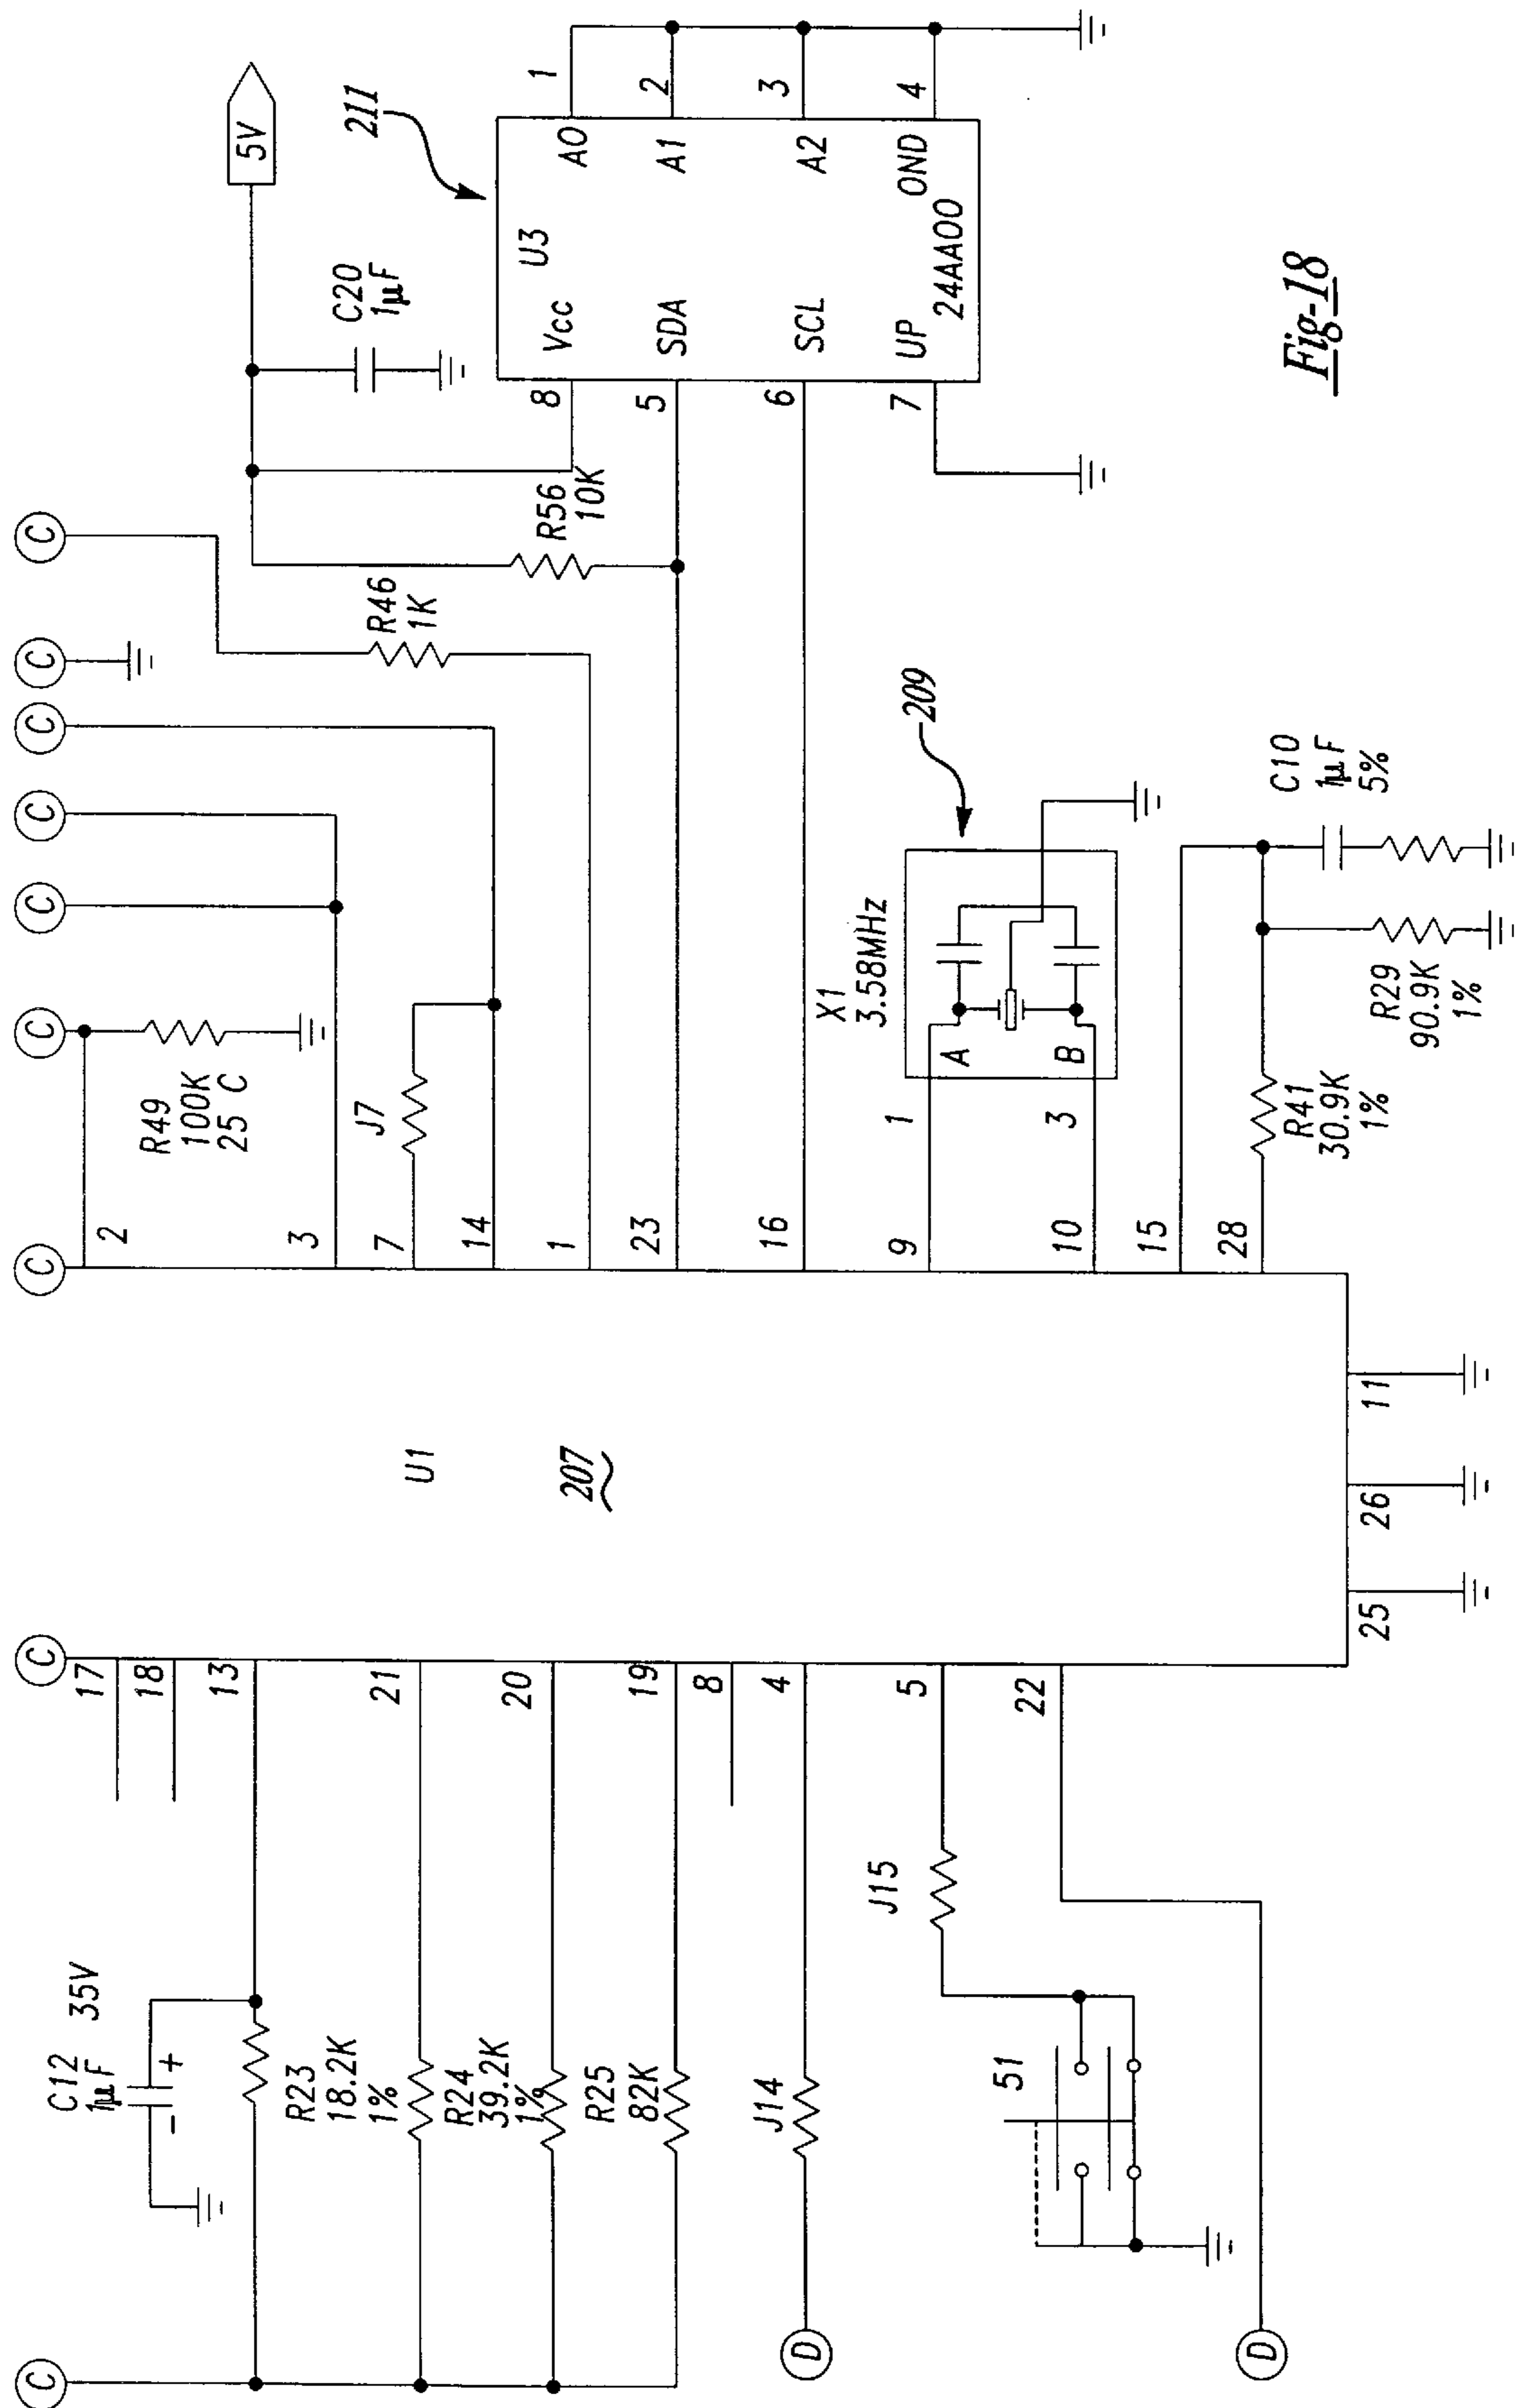 C
C
C
C
C
C
C
C
C
17
18
13
21
20
19
8
4
5
22
25
26
11
C12
1µF
35V
+
-
R23
18.2K
1%
R24
39.2K
1%
R25
82K
J14
J15
51
D
D
U1
207
2
3
7
14
1
23
16
9
10
15
28
R49
100K
25 C
J7
R46
1K
R56
10K
5V
C20
1µF
211
8
5
6
7
U3
Vcc
SDA
SCL
UP
A0
A1
A2
OND
24AA00
1
2
3
4
X1
3.58MHz
209
1
3
A
B
R41
30.9K
1%
R29
90.9K
1%
C10
1µF
5%
Fig-18